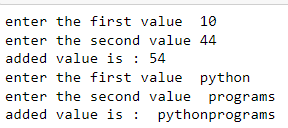 enter the first value  10
enter the second value 44
added value is : 54
enter the first value  python
enter the second value  programs
added value is :  pythonprograms